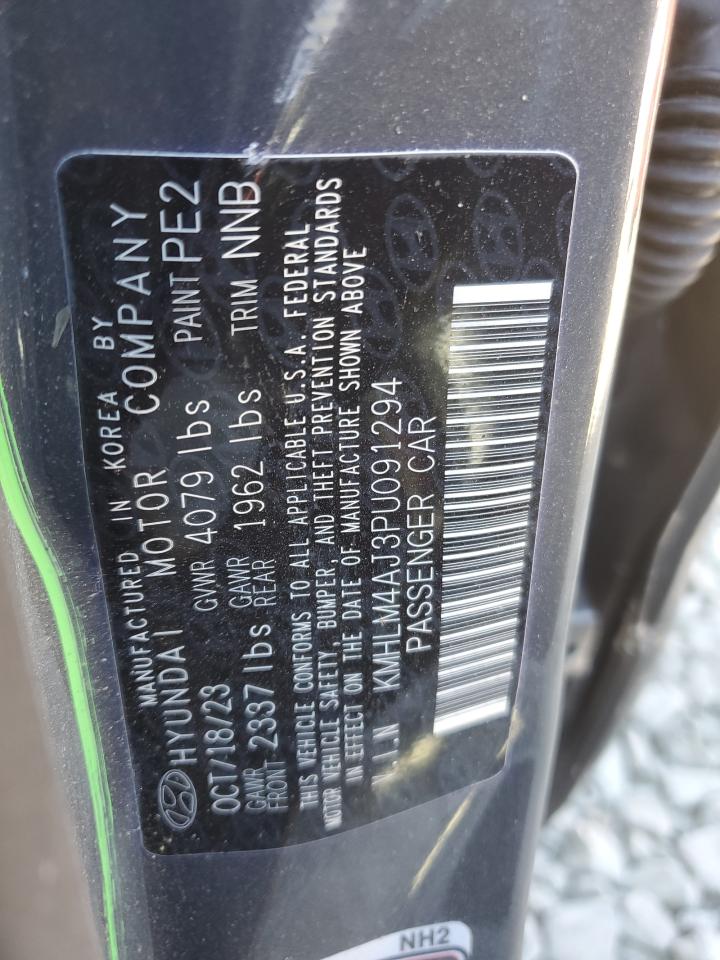 MANUFACTURED IN KOREA BY
HYUNDAI MOTOR COMPANY
OCT/18/23 GVWR 4079 lbs PAINT PE2
GAWR FRONT 2337 lbs GAWR REAR 1962 lbs TRIM NNB
THIS VEHICLE CONFORMS TO ALL APPLICABLE U.S.A. FEDERAL
MOTOR VEHICLE SAFETY, BUMPER, AND THEFT PREVENTION STANDARDS
IN EFFECT ON THE DATE OF MANUFACTURE SHOWN ABOVE
V.I.N KMHLM4AJ3PU091294
PASSENGER CAR
NH2